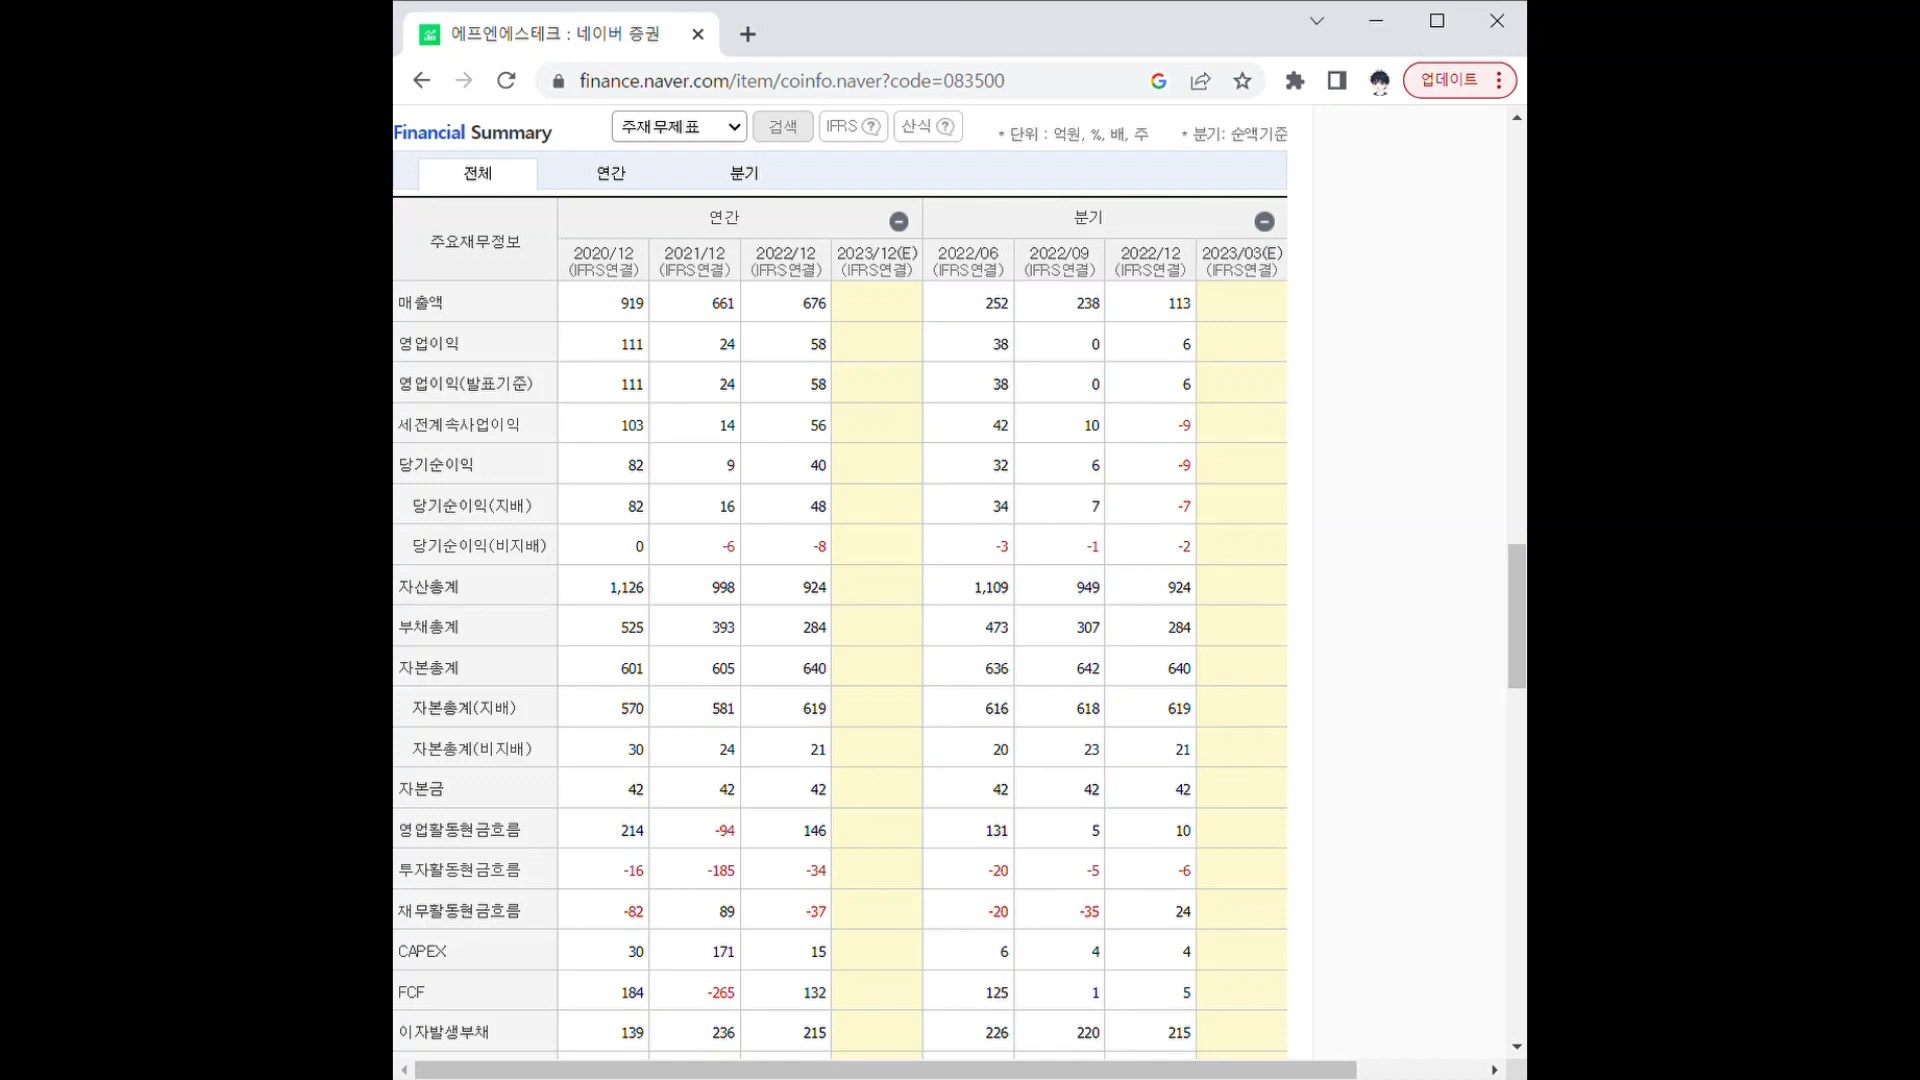 에프엔에스테크 : 네이버 증권
finance.naver.com/item/coinfo.naver?code=083500
업데이트
Financial Summary
주재무제표 검색 IFRS ? 산식 ? * 단위 : 억원, %, 배, 주 * 분기: 순액기준
전체 연간 분기
주요재무정보 연간 분기
2020/12 2021/12 2022/12 2023/12(E) 2022/06 2022/09 2022/12 2023/03(E)
(IFRS연결) (IFRS연결) (IFRS연결) (IFRS연결) (IFRS연결) (IFRS연결) (IFRS연결) (IFRS연결)
매출액 919 661 676 252 238 113
영업이익 111 24 58 38 0 6
영업이익(발표기준) 111 24 58 38 0 6
세전계속사업이익 103 14 56 42 10 -9
당기순이익 82 9 40 32 6 -9
당기순이익(지배) 82 16 48 34 7 -7
당기순이익(비지배) 0 -6 -8 -3 -1 -2
자산총계 1,126 998 924 1,109 949 924
부채총계 525 393 284 473 307 284
자본총계 601 605 640 636 642 640
자본총계(지배) 570 581 619 616 618 619
자본총계(비지배) 30 24 21 20 23 21
자본금 42 42 42 42 42 42
영업활동현금흐름 214 -94 146 131 5 10
투자활동현금흐름 -16 -185 -34 -20 -5 -6
재무활동현금흐름 -82 89 -37 -20 -35 24
CAPEX 30 171 15 6 4 4
FCF 184 -265 132 125 1 5
이자발생부채 139 236 215 226 220 215